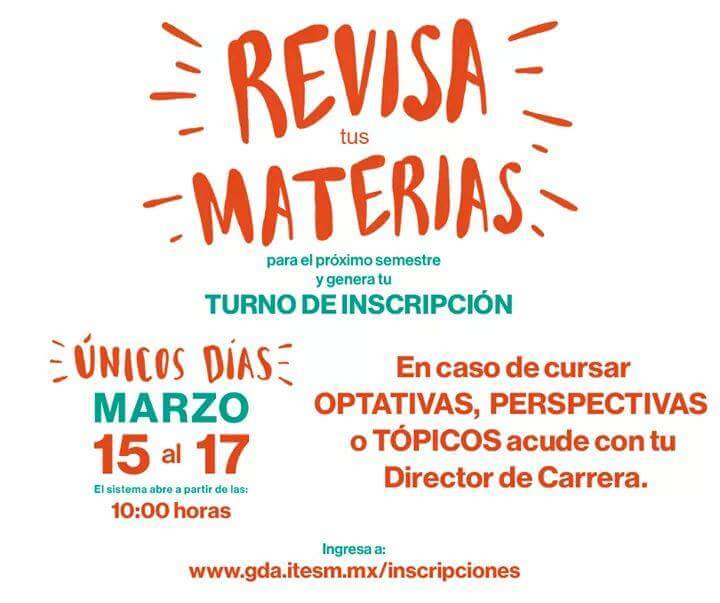 REVISA
tus
MATERIAS
para el próximo semestre
y genera tu
TURNO DE INSCRIPCIÓN
ÚNICOS DÍAS
MARZO
15 al 17
El sistema abre a partir de las:
10:00 horas
En caso de cursar
OPTATIVAS, PERSPECTIVAS
o TÓPICOS acude con tu
Director de Carrera.
Ingresa a:
www.gda.itesm.mx/inscripciones